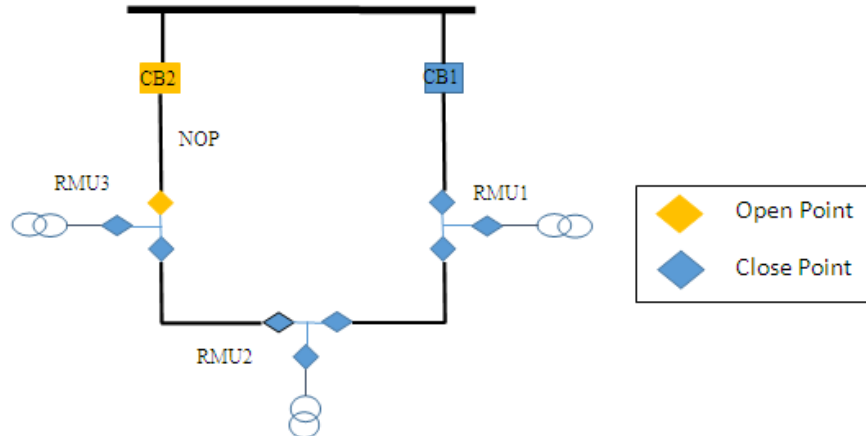 CB2
CB1
NOP
RMU3
RMU1
Open Point
Close Point
RMU2